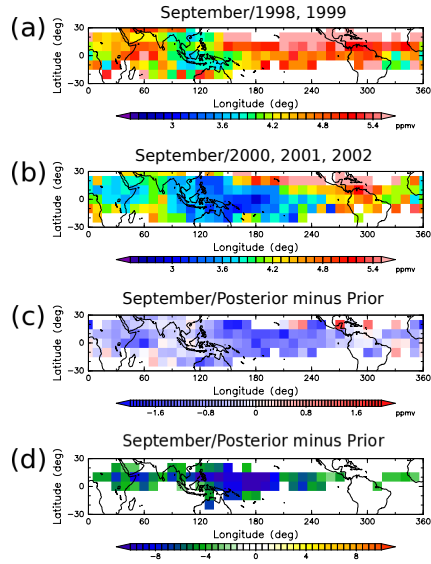 (a)
September/1998, 1999
Latitude (deg)
30
0
−30
0 60 120 180 240 300 360
Longitude (deg)
3 3.6 4.2 4.8 5.4
ppmv
(b)
September/2000, 2001, 2002
Latitude (deg)
30
0
−30
0 60 120 180 240 300 360
Longitude (deg)
3 3.6 4.2 4.8 5.4
ppmv
(c)
September/Posterior minus Prior
Latitude (deg)
30
0
−30
0 60 120 180 240 300 360
Longitude (deg)
−1.6 −0.8 0 0.8 1.6
ppmv
(d)
September/Posterior minus Prior
Latitude (deg)
30
0
−30
0 60 120 180 240 300 360
Longitude (deg)
−8 −4 0 4 8